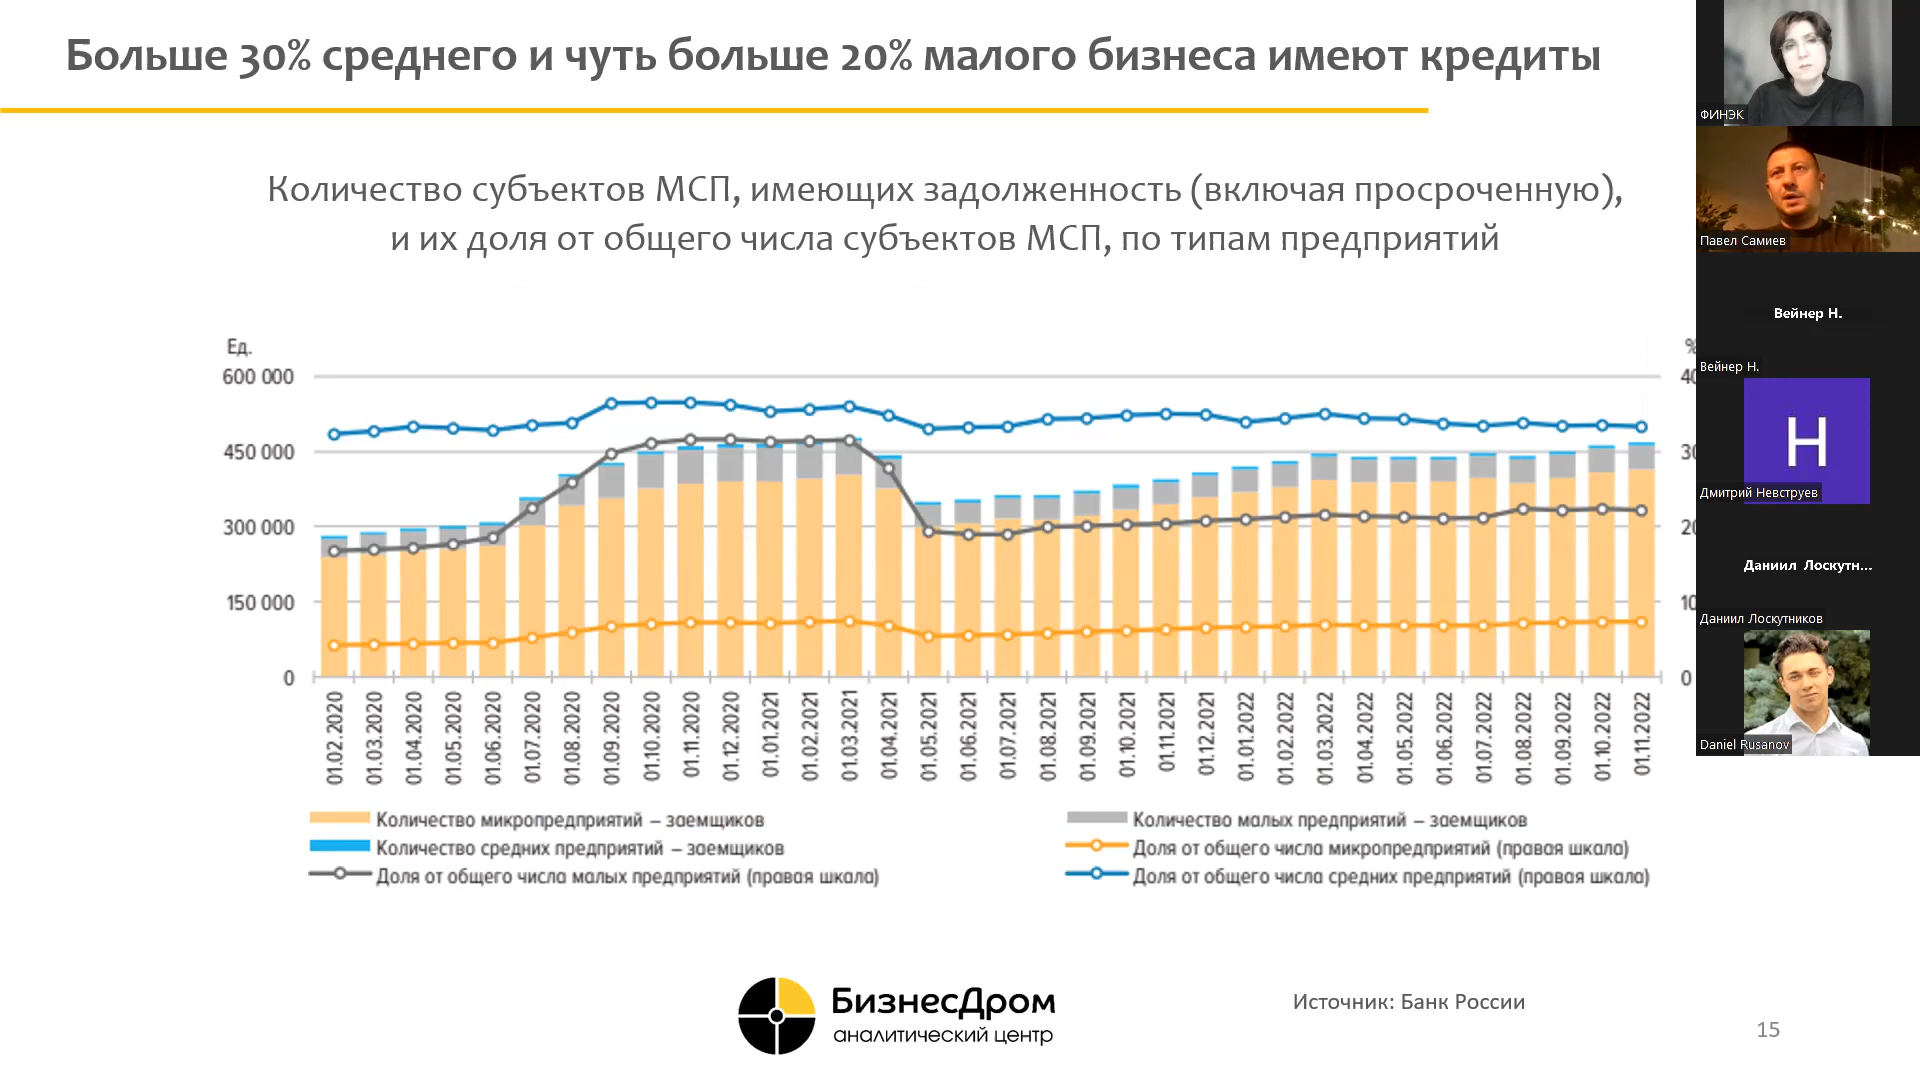 Больше 30% среднего и чуть больше 20% малого бизнеса имеют кредиты
Количество субъектов МСП, имеющих задолженность (включая просроченную),
и их доля от общего числа субъектов МСП, по типам предприятий
Ед.
%
600 000
450 000
300 000
150 000
0
40
30
20
10
0
01.02.2020
01.03.2020
01.04.2020
01.05.2020
01.06.2020
01.07.2020
01.08.2020
01.09.2020
01.10.2020
01.11.2020
01.12.2020
01.01.2021
01.02.2021
01.03.2021
01.04.2021
01.05.2021
01.06.2021
01.07.2021
01.08.2021
01.09.2021
01.10.2021
01.11.2021
01.12.2021
01.01.2022
01.02.2022
01.03.2022
01.04.2022
01.05.2022
01.06.2022
01.07.2022
01.08.2022
01.09.2022
01.10.2022
01.11.2022
Количество микропредприятий – заемщиков
Количество малых предприятий – заемщиков
Количество средних предприятий – заемщиков
Доля от общего числа микропредприятий (правая шкала)
Доля от общего числа малых предприятий (правая шкала)
Доля от общего числа средних предприятий (правая шкала)
БизнесДром
аналитический центр
Источник: Банк России
15
ФИНЭК
Павел Самиев
Вейнер Н.
Вейнер Н.
Н
Дмитрий Невструев
Даниил Лоскутн...
Даниил Лоскутников
Daniel Rusanov